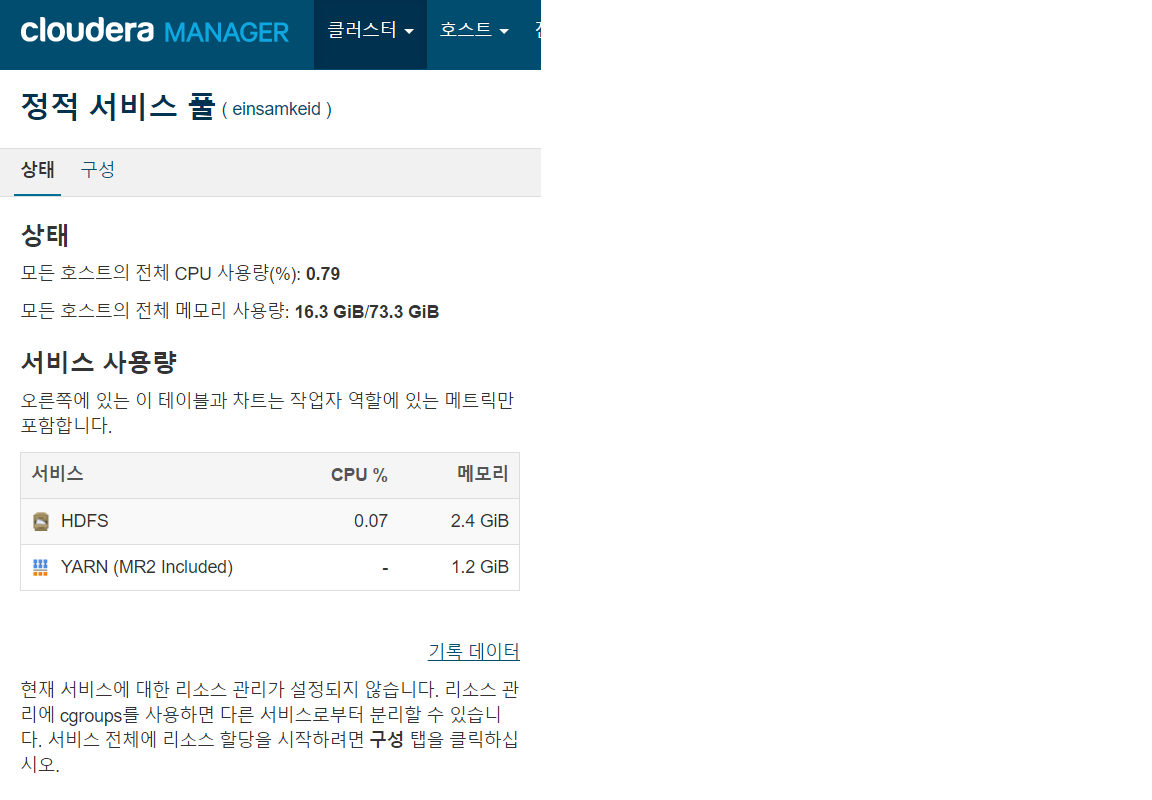 cloudera MANAGER 클러스터 호스트
정적 서비스 풀 ( einsamkeid )
상태 구성
상태
모든 호스트의 전체 CPU 사용량(%): 0.79
모든 호스트의 전체 메모리 사용량: 16.3 GiB/73.3 GiB
서비스 사용량
오른쪽에 있는 이 테이블과 차트는 작업자 역할에 있는 메트릭만
포함합니다.
서비스 CPU % 메모리
HDFS 0.07 2.4 GiB
YARN (MR2 Included) - 1.2 GiB
기록 데이터
현재 서비스에 대한 리소스 관리가 설정되지 않습니다. 리소스 관
리에 cgroups를 사용하면 다른 서비스로부터 분리할 수 있습니
다. 서비스 전체에 리소스 할당을 시작하려면 구성 탭을 클릭하십
시오.